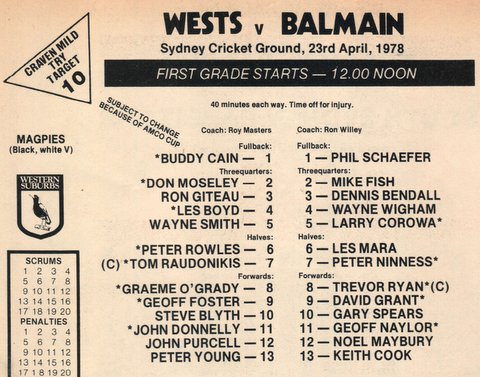 WESTS v BALMAIN
Sydney Cricket Ground, 23rd April, 1978
CRAVEN MILD
TRY
TARGET
10
FIRST GRADE STARTS — 12.00 NOON
40 minutes each way. Time off for injury.
SUBJECT TO CHANGE
BECAUSE OF AMCO CUP
MAGPIES
(Black, white V)
WESTERN
SUBURBS
Coach: Roy Masters Coach: Ron Willey
Fullback: Fullback:
*BUDDY CAIN — 1 1 — PHIL SCHAEFER
Threequarters: Threequarters:
*DON MOSELEY — 2 2 — MIKE FISH
RON GITEAU — 3 3 — DENNIS BENDALL
*LES BOYD — 4 4 — WAYNE WIGHAM
WAYNE SMITH — 5 5 — LARRY COROWA*
Halves: Halves:
*PETER ROWLES — 6 6 — LES MARA
(C) *TOM RAUDONIKIS — 7 7 — PETER NINNESS*
Forwards: Forwards:
*GRAEME O'GRADY — 8 8 — TREVOR RYAN*(C)
*GEOFF FOSTER — 9 9 — DAVID GRANT*
STEVE BLYTH — 10 10 — GARY SPEARS
*JOHN DONNELLY — 11 11 — GEOFF NAYLOR*
JOHN PURCELL — 12 12 — NOEL MAYBURY
PETER YOUNG — 13 13 — KEITH COOK
SCRUMS
1 2 3 4
5 6 7 8
9 10 11 12
13 14 15 16
17 18 19 20
PENALTIES
1 2 3 4
5 6 7 8
9 10 11 12
13 14 15 16
17 18 19 20